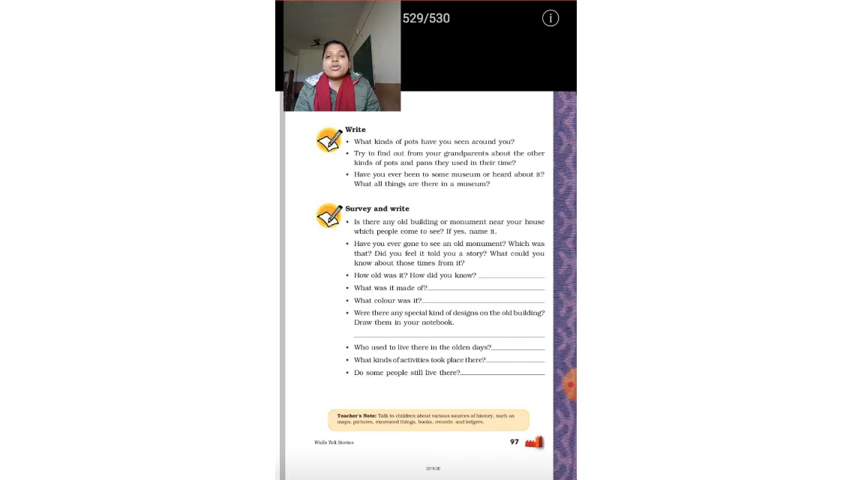 529/530
Write
• What kinds of pots have you seen around you?
• Try to find out from your grandparents about the other
kinds of pots and pans they used in their time?
• Have you ever been to some museum or heard about it?
What all things are there in a museum?
Survey and write
• Is there any old building or monument near your house
which people come to see? If yes, name it.
• Have you ever gone to see an old monument? Which was
that? Did you feel it told you a story? What could you
know about those times from it?
• How old was it? How did you know?
• What was it made of?
• What colour was it?
• Were there any special kind of designs on the old building?
Draw them in your notebook.
• Who used to live there in the olden days?
• What kinds of activities took place there?
• Do some people still live there?
Teacher's Note: Talk to children about various sources of history, such as
maps, pictures, excavated things, books, records and ledgers.
Walls Tell Stories
97
2019-20